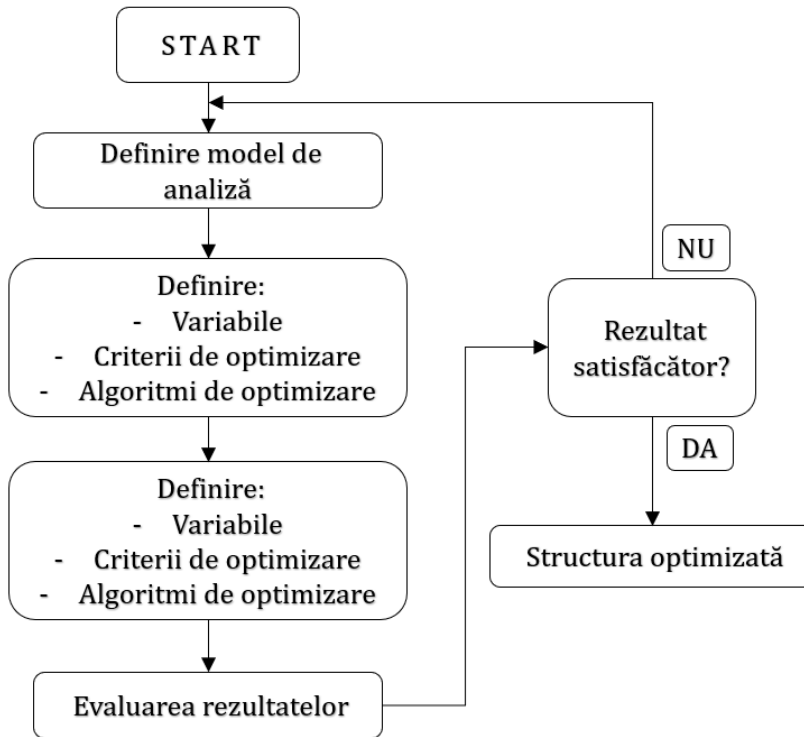 START
Definire model de
analiză
Definire:
- Variabile
- Criterii de optimizare
- Algoritmi de optimizare
Definire:
- Variabile
- Criterii de optimizare
- Algoritmi de optimizare
Evaluarea rezultatelor
NU
Rezultat
satisfăcător?
DA
Structura optimizată